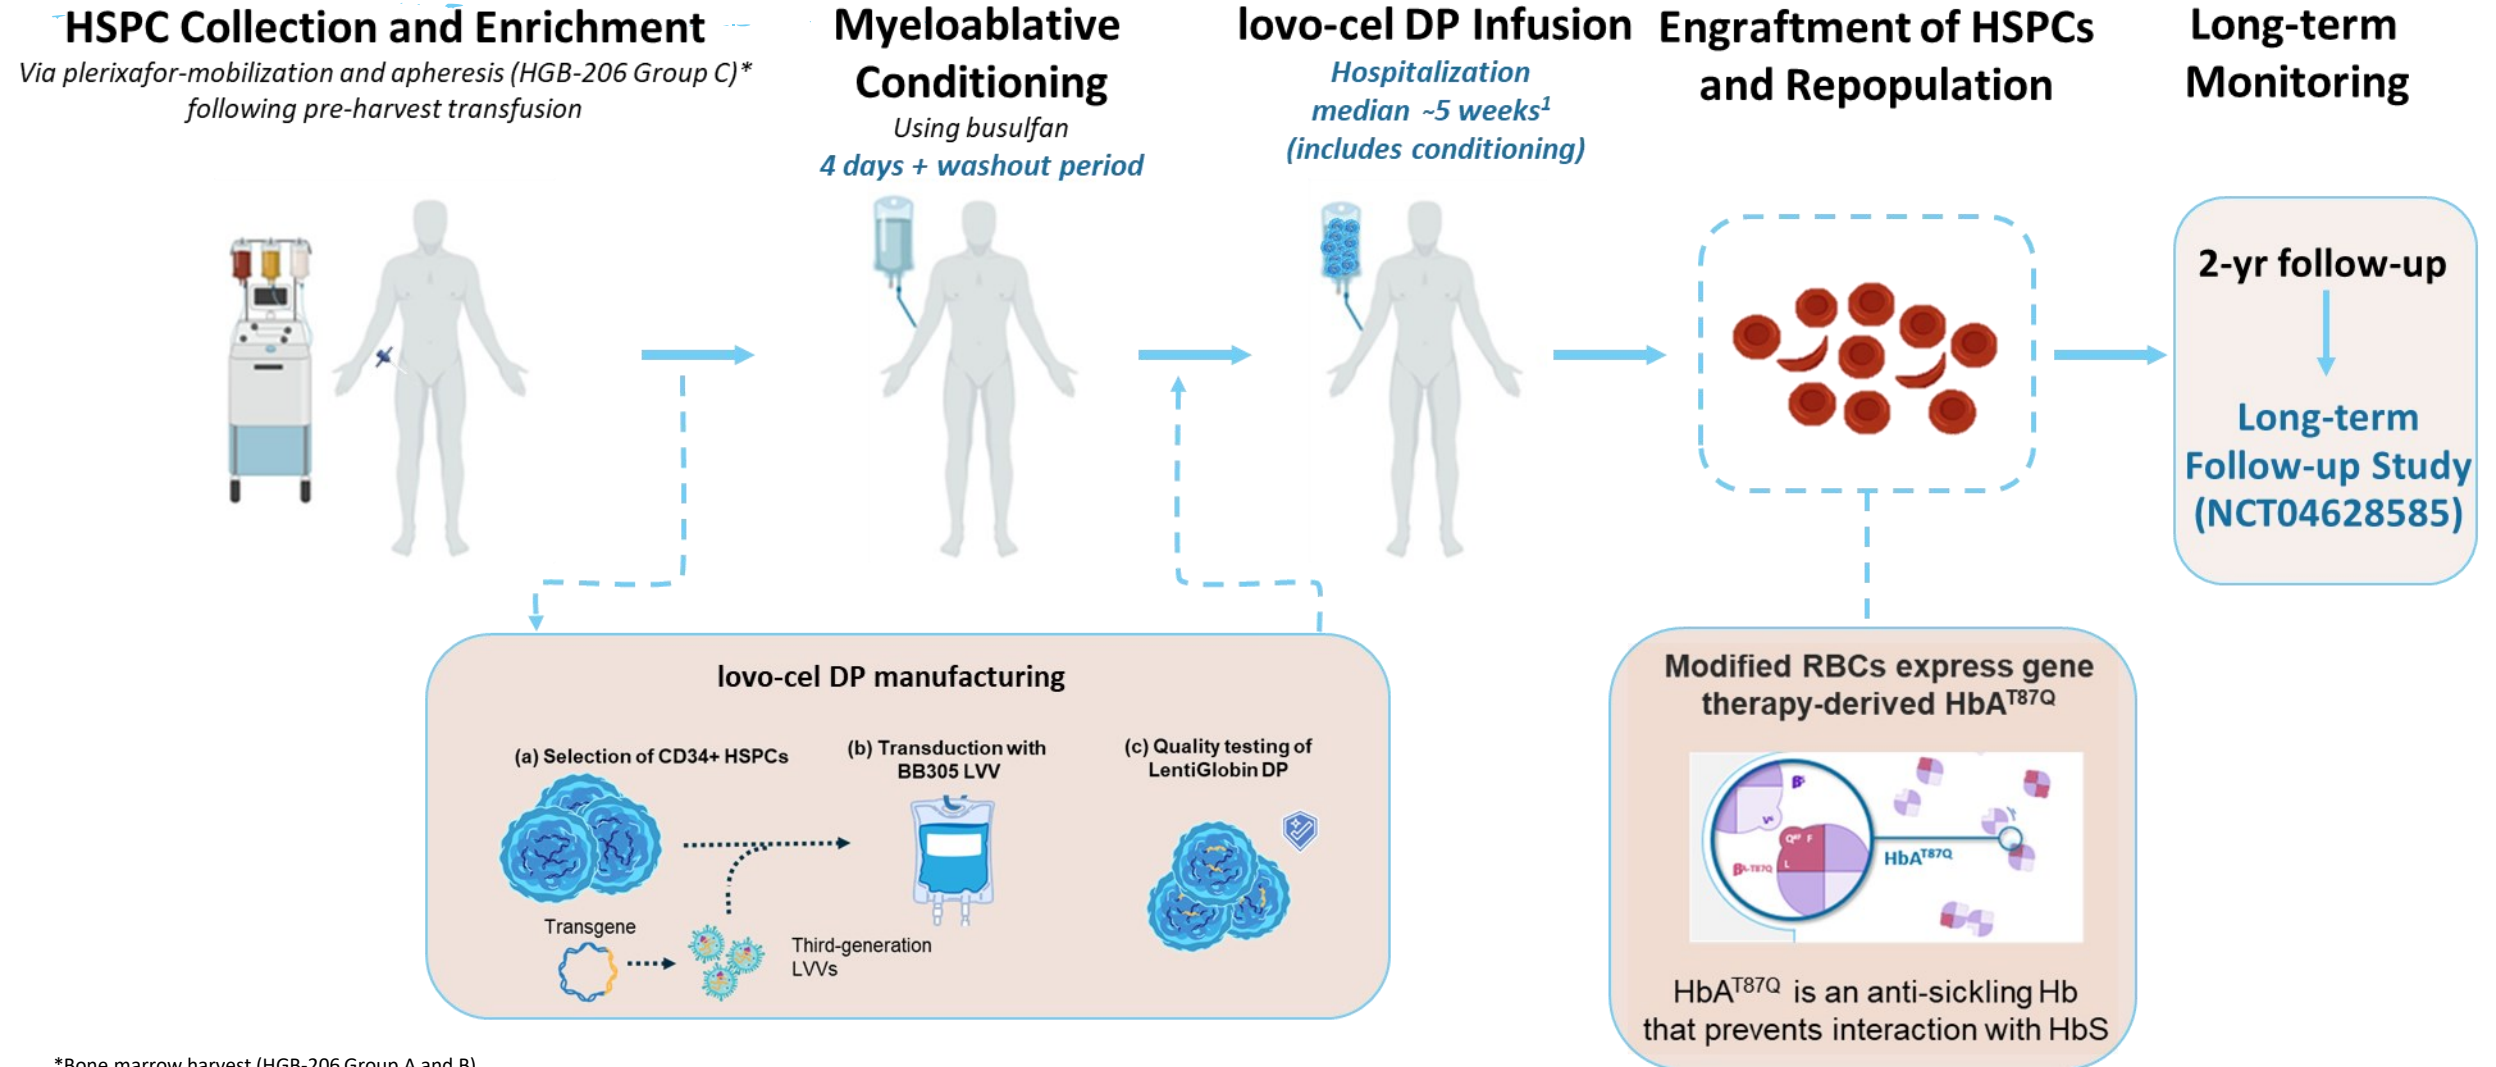 HSPC Collection and Enrichment
Via plerixafor-mobilization and apheresis (HGB-206 Group C)*
following pre-harvest transfusion
Myeloablative
Conditioning
Using busulfan
4 days + washout period
lovo-cel DP Infusion
Hospitalization
median ~5 weeks¹
(includes conditioning)
Engraftment of HSPCs
and Repopulation
Long-term
Monitoring
2-yr follow-up
Long-term
Follow-up Study
(NCT04628585)
lovo-cel DP manufacturing
(a) Selection of CD34+ HSPCs
(b) Transduction with
BB305 LVV
(c) Quality testing of
LentiGlobin DP
Transgene
Third-generation
LVVs
Modified RBCs express gene
therapy-derived HbAᵀ⁸⁷Q
βˢ
F
L
βᴬ⁻ᵀ⁸⁷Q
HbAᵀ⁸⁷Q
HbAᵀ⁸⁷Q is an anti-sickling Hb
that prevents interaction with HbS
*Bone marrow harvest (HGB-206 Group A and B)